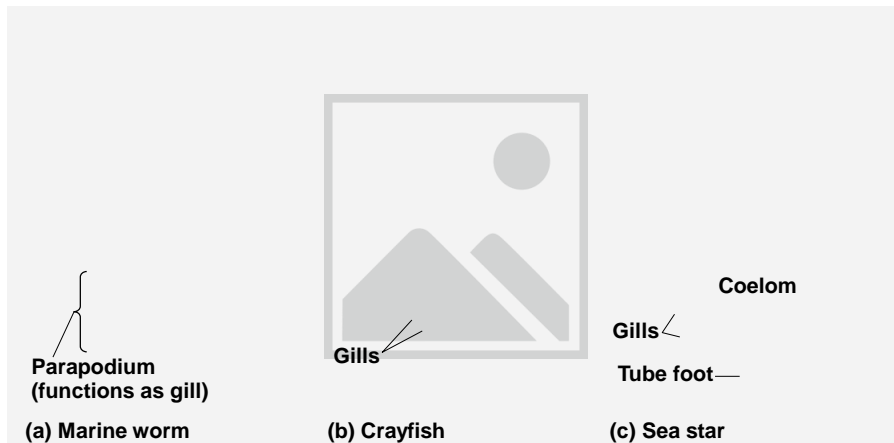 Coelom
Gills
Gills
Tube foot
Parapodium
(functions as gill)
(a) Marine worm
(b) Crayfish
(c) Sea star